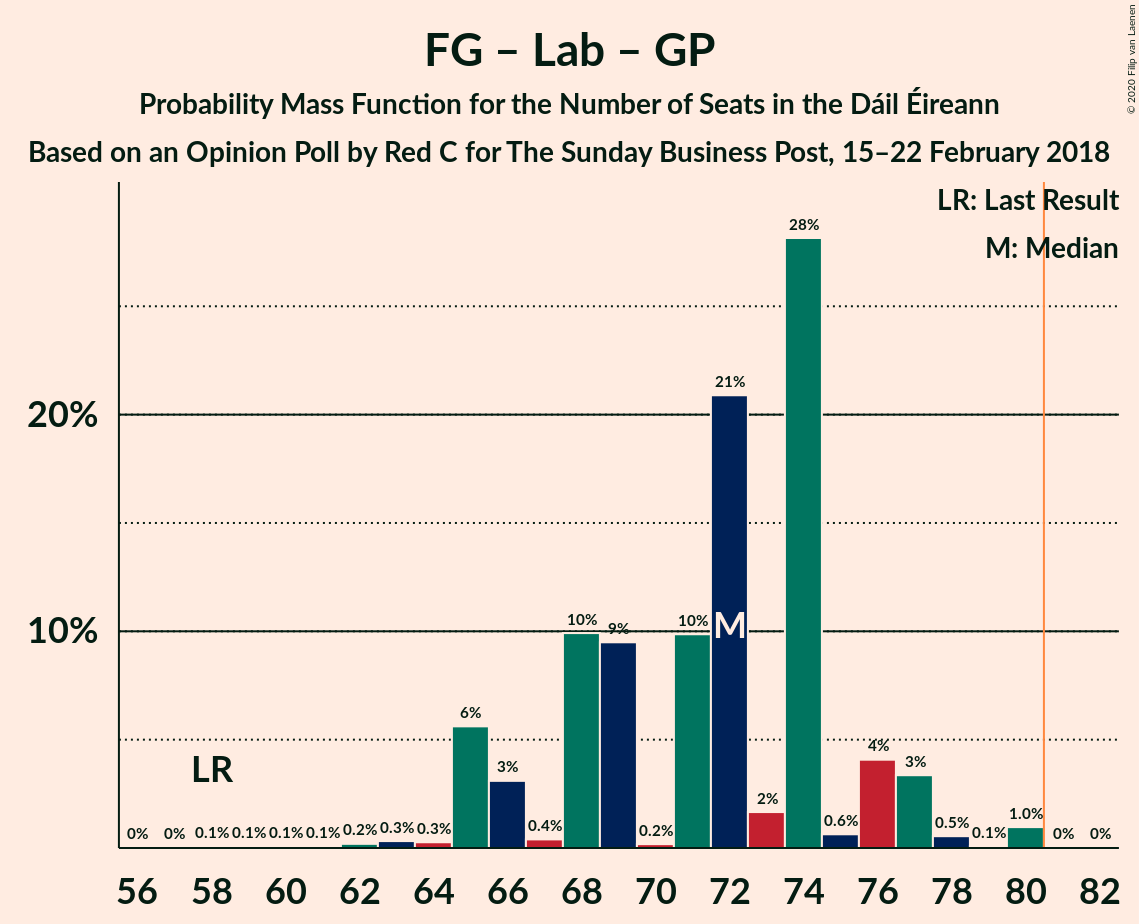 FG – Lab – GP
Probability Mass Function for the Number of Seats in the Dáil Éireann
Based on an Opinion Poll by Red C for The Sunday Business Post, 15–22 February 2018
© 2020 Filip van Laenen
LR: Last Result
M: Median
28%
21%
20%
10%
10% 9% 10%
M
6%
LR
4%
3% 3%
2%
0% 0% 0.1% 0.1% 0.1% 0.1% 0.2% 0.3% 0.3% 0.4% 0.2% 0.6% 0.5% 0.1% 1.0% 0% 0%
56 58 60 62 64 66 68 70 72 74 76 78 80 82